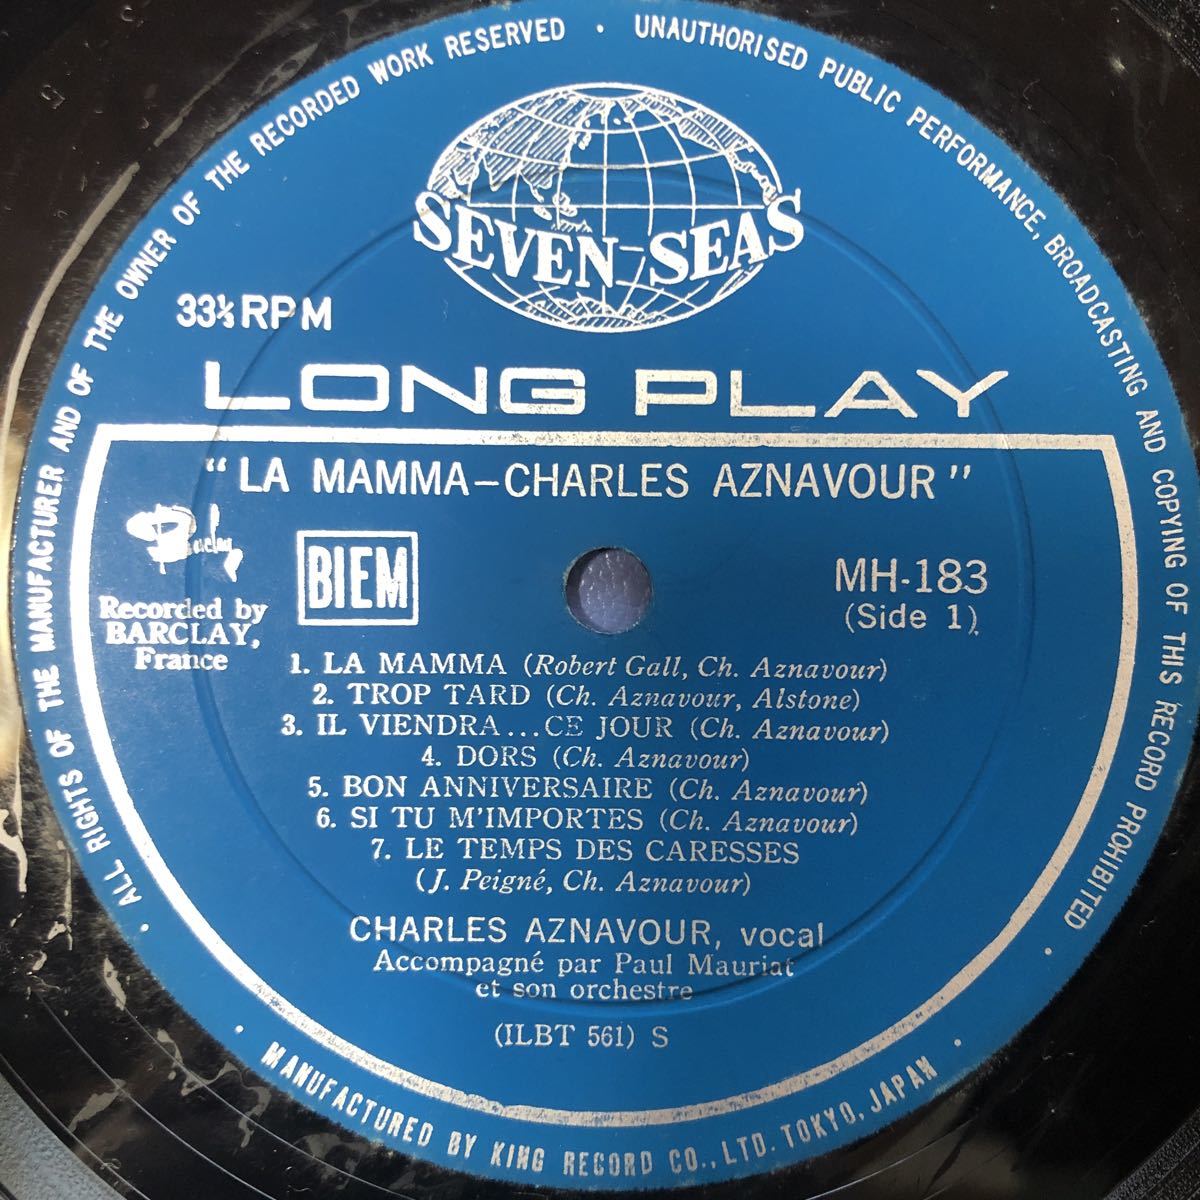 ALL RIGHTS OF THE MANUFACTURER AND OF THE OWNER OF THE RECORDED WORK RESERVED · UNAUTHORISED PUBLIC PERFORMANCE, BROADCASTING AND COPYING OF THIS RECORD PROHIBITED
SEVEN-SEAS
33⅓ RPM
LONG PLAY
"LA MAMMA–CHARLES AZNAVOUR"
Barclay
BIEM
MH-183
(Side 1)
Recorded by
BARCLAY,
France
1. LA MAMMA (Robert Gall, Ch. Aznavour)
2. TROP TARD (Ch. Aznavour, Alstone)
3. IL VIENDRA...CE JOUR (Ch. Aznavour)
4. DORS (Ch. Aznavour)
5. BON ANNIVERSAIRE (Ch. Aznavour)
6. SI TU M'IMPORTES (Ch. Aznavour)
7. LE TEMPS DES CARESSES
(J. Peigné, Ch. Aznavour)
CHARLES AZNAVOUR, vocal
Accompagné par Paul Mauriat
et son orchestre
(ILBT 561) S
· MANUFACTURED BY KING RECORD CO., LTD. TOKYO, JAPAN ·